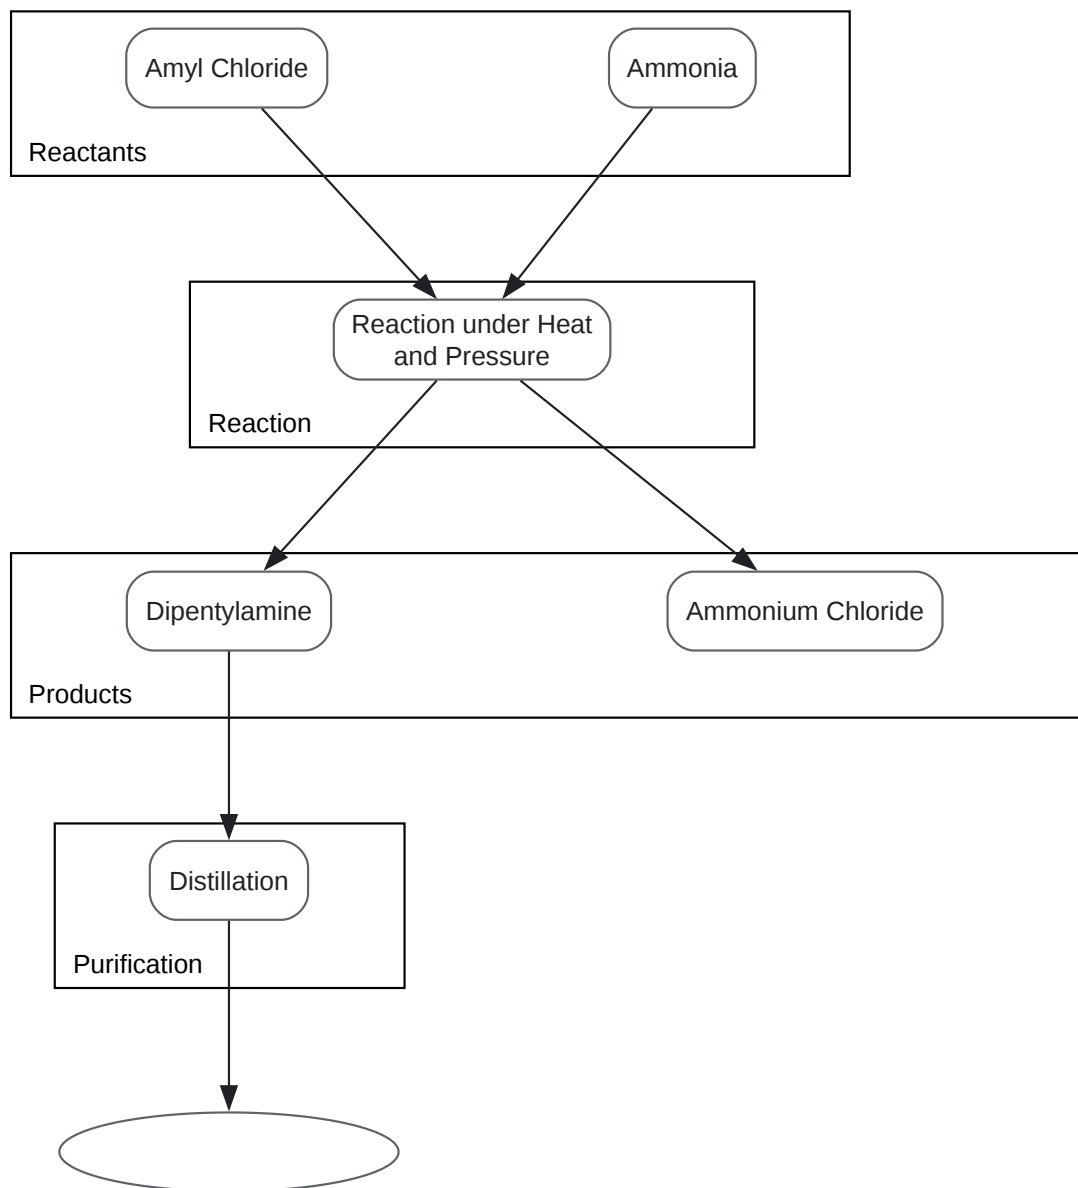 Amyl Chloride
Ammonia
Reactants
Reaction under Heat
and Pressure
Reaction
Dipentylamine
Ammonium Chloride
Products
Distillation
Purification